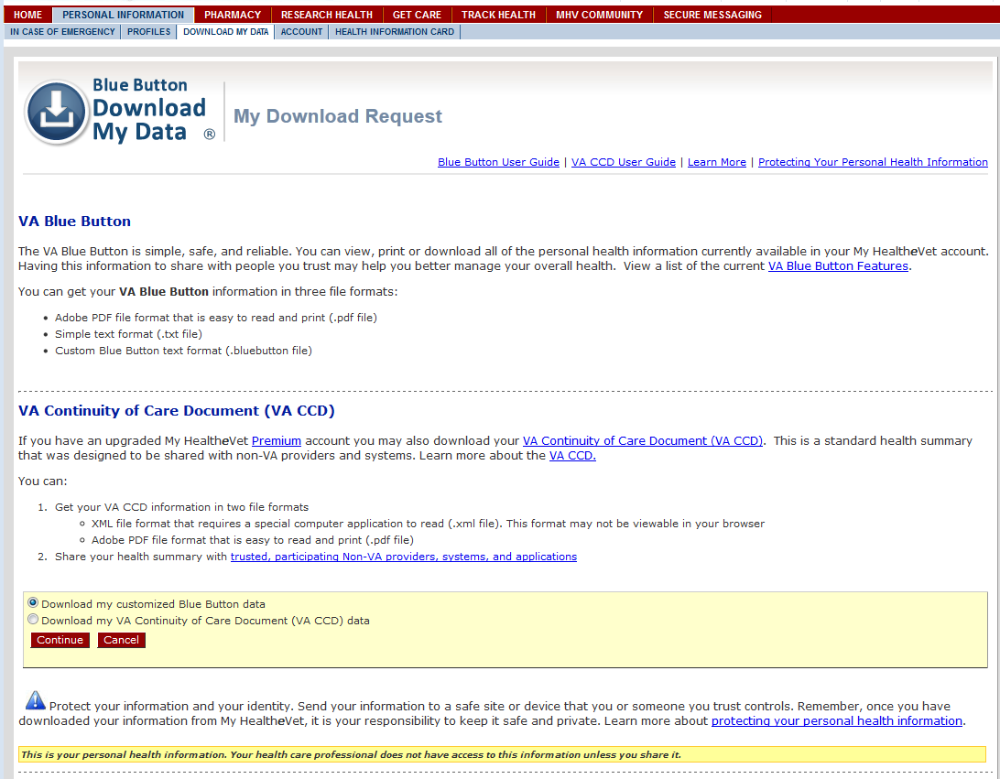 HOME PERSONAL INFORMATION PHARMACY RESEARCH HEALTH GET CARE TRACK HEALTH MHV COMMUNITY SECURE MESSAGING
IN CASE OF EMERGENCY PROFILES DOWNLOAD MY DATA ACCOUNT HEALTH INFORMATION CARD
Blue Button
Download
My Data ®
My Download Request
Blue Button User Guide | VA CCD User Guide | Learn More | Protecting Your Personal Health Information
VA Blue Button
The VA Blue Button is simple, safe, and reliable. You can view, print or download all of the personal health information currently available in your My HealtheVet account.
Having this information to share with people you trust may help you better manage your overall health. View a list of the current VA Blue Button Features.
You can get your VA Blue Button information in three file formats:
• Adobe PDF file format that is easy to read and print (.pdf file)
• Simple text format (.txt file)
• Custom Blue Button text format (.bluebutton file)
VA Continuity of Care Document (VA CCD)
If you have an upgraded My HealtheVet Premium account you may also download your VA Continuity of Care Document (VA CCD). This is a standard health summary
that was designed to be shared with non-VA providers and systems. Learn more about the VA CCD.
You can:
1. Get your VA CCD information in two file formats
XML file format that requires a special computer application to read (.xml file). This format may not be viewable in your browser
Adobe PDF file format that is easy to read and print (.pdf file)
2. Share your health summary with trusted, participating Non-VA providers, systems, and applications
Download my customized Blue Button data
Download my VA Continuity of Care Document (VA CCD) data
Continue Cancel
Protect your information and your identity. Send your information to a safe site or device that you or someone you trust controls. Remember, once you have
downloaded your information from My HealtheVet, it is your responsibility to keep it safe and private. Learn more about protecting your personal health information.
This is your personal health information. Your health care professional does not have access to this information unless you share it.